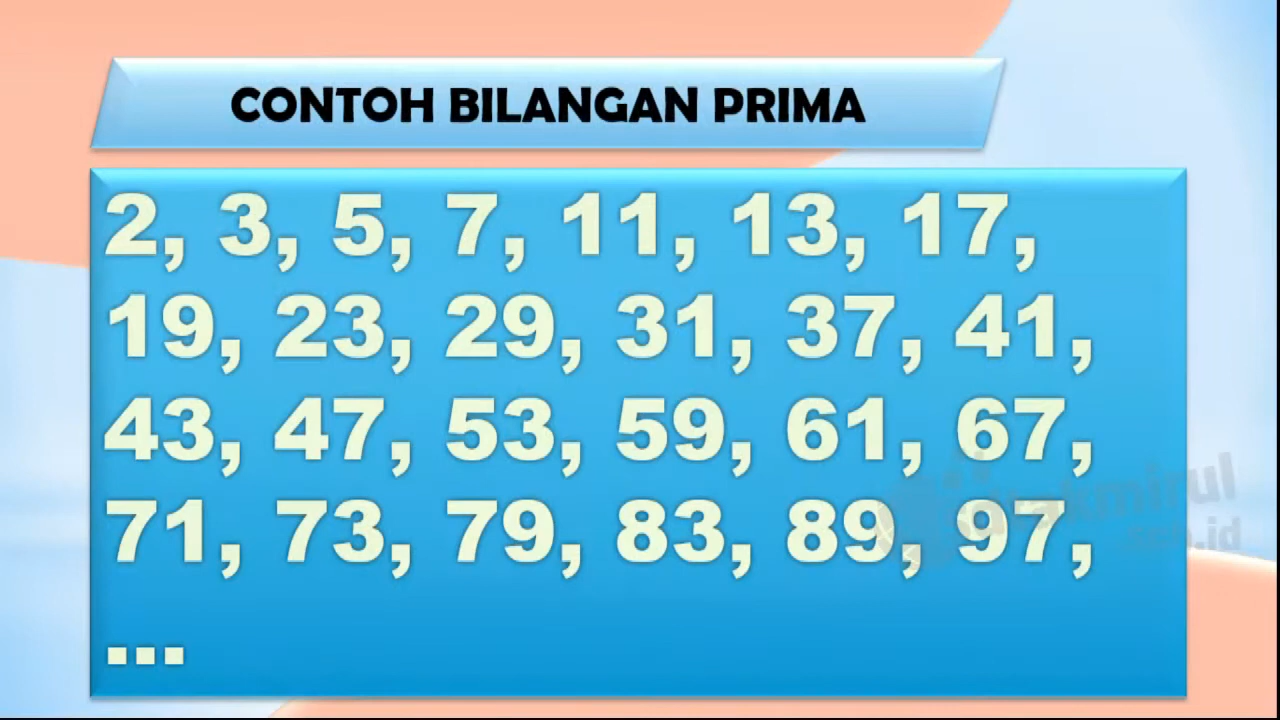 CONTOH BILANGAN PRIMA
2, 3, 5, 7, 11, 13, 17,
19, 23, 29, 31, 37, 41,
43, 47, 53, 59, 61, 67,
71, 73, 79, 83, 89, 97,
...